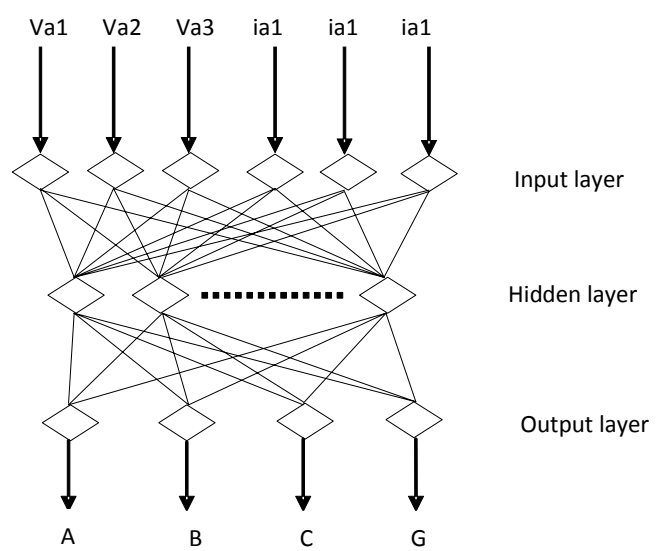 Va1 Va2 Va3 ia1 ia1 ia1
Input layer
Hidden layer
Output layer
A B C G